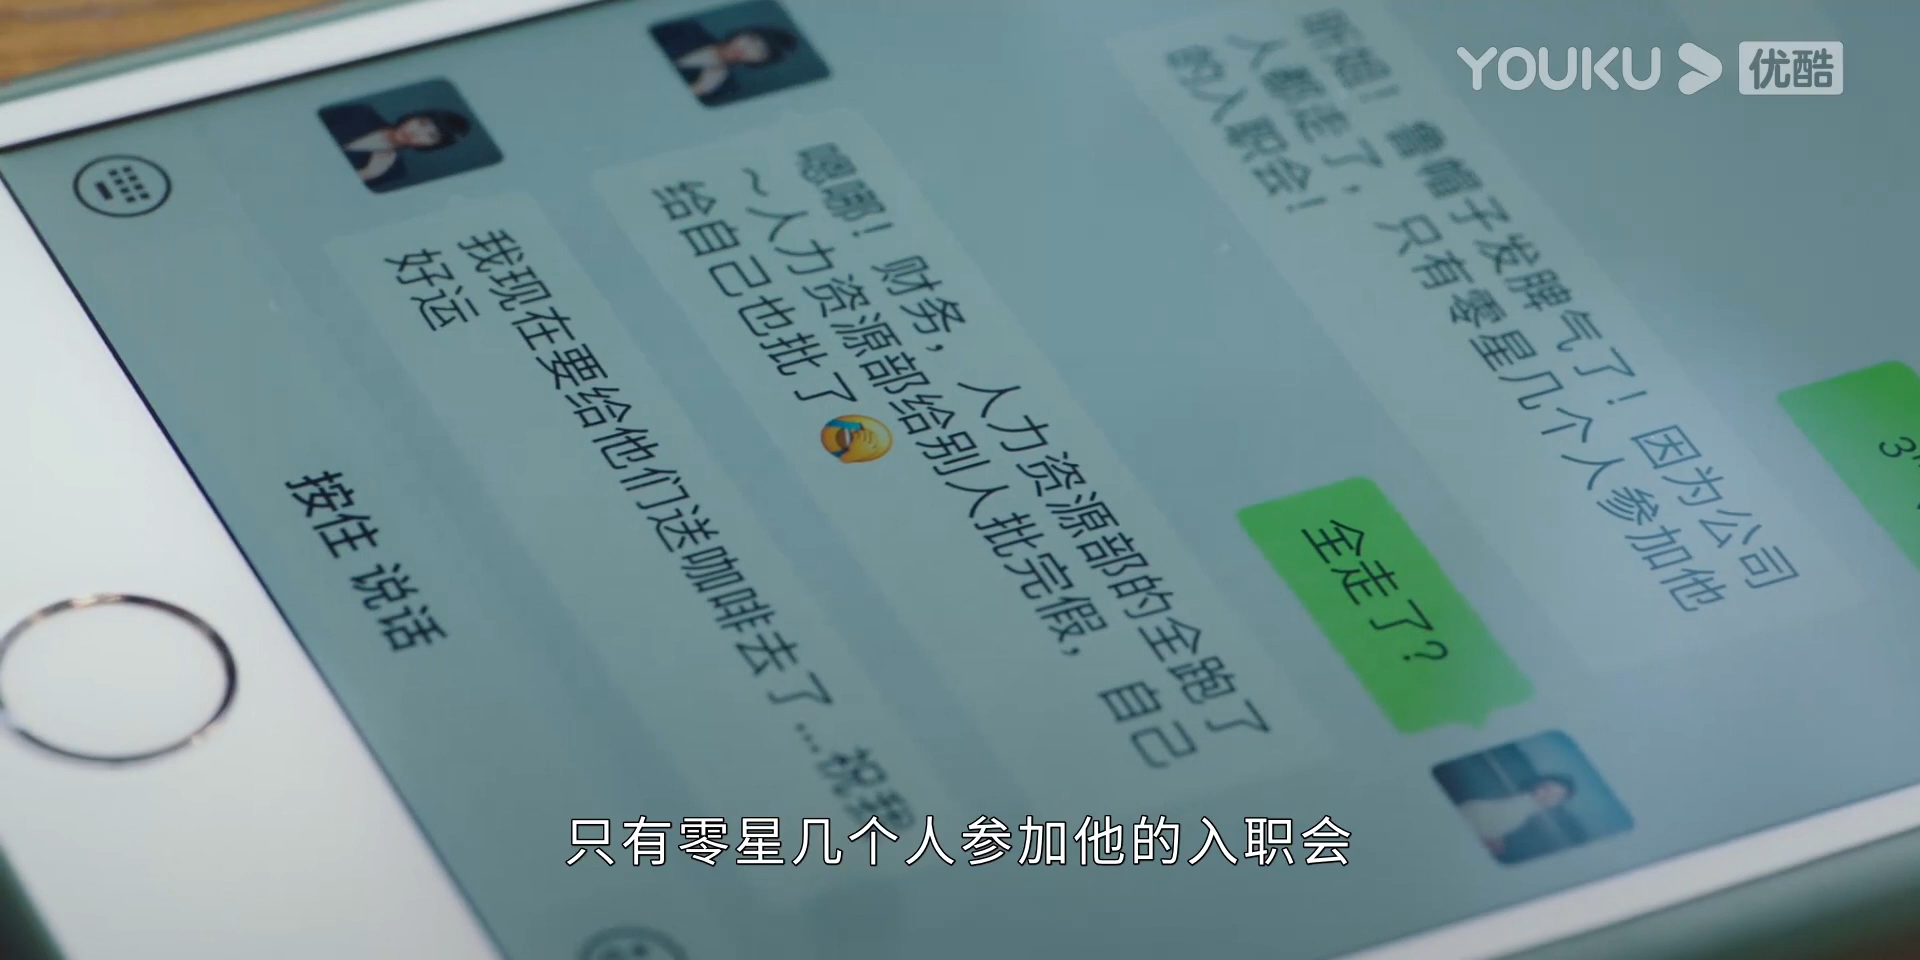 YOUKU 优酷
3"
昕姐！鲁帽子发脾气了！因为公司
人都走了，只有零星几个人参加他
的入职会！
全走了？
嗯哪！财务，人力资源部的全跑了
~人力资源部给别人批完假，自己
给自己也批了😂
我现在要给他们送咖啡去了...祝我
好运
按住 说话
只有零星几个人参加他的入职会